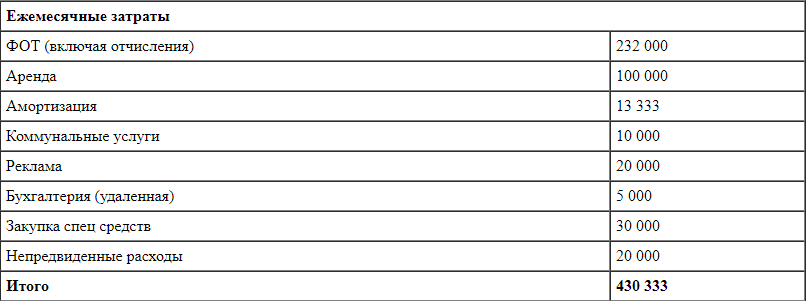 Ежемесячные затраты
ФОТ (включая отчисления) 232 000
Аренда 100 000
Амортизация 13 333
Коммунальные услуги 10 000
Реклама 20 000
Бухгалтерия (удаленная) 5 000
Закупка спец средств 30 000
Непредвиденные расходы 20 000
Итого 430 333